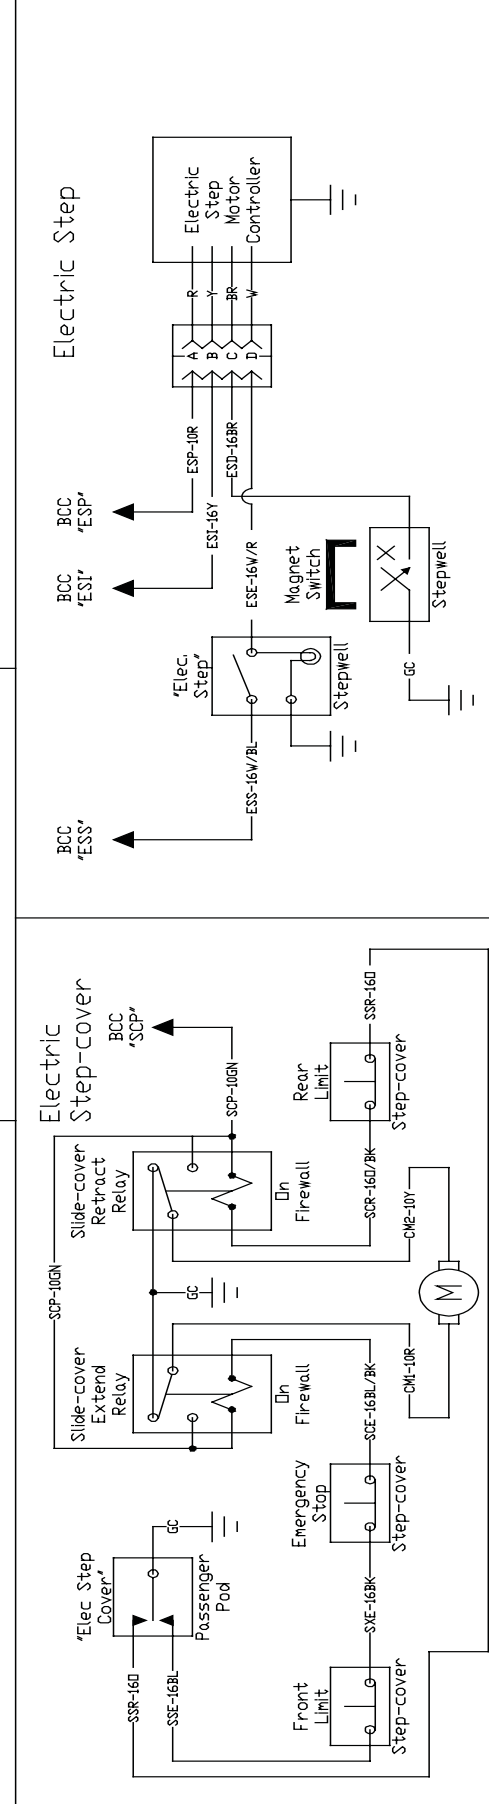 Electric Step
BCC
"ESS"
BCC
"ESI"
BCC
"ESP"
Electric
Step
Motor
Controller
R
Y
BR
W
A
B
C
D
ESP-10R
ESI-16Y
ESD-16BR
ESE-16W/R
ESS-16W/BL
"Elec.
Step"
Stepwell
Magnet
Switch
Stepwell
GC
Electric
Step-cover
BCC
"SCP"
SCP-10GN
SCP-10GN
Slide-cover
Extend
Relay
On
Firewall
Slide-cover
Retract
Relay
On
Firewall
GC
"Elec Step
Cover"
Passenger
Pod
GC
SSR-16O
SSE-16BL
Front
Limit
Step-cover
SXE-16BK
Emergency
Stop
Step-cover
SCE-16BL/BK
CM1-10R
M
CM2-10Y
SCR-16O/BK
Rear
Limit
Step-cover
SSR-16O